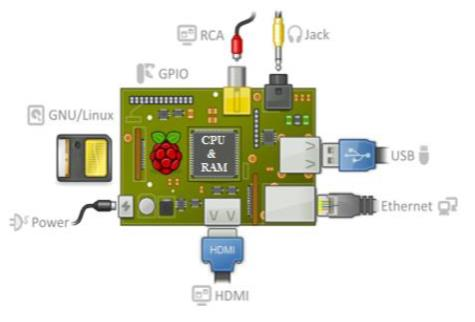 RCA
Jack
GPIO
GNU/Linux
CPU
&
RAM
USB
Ethernet
Power
HDMI
HDMI